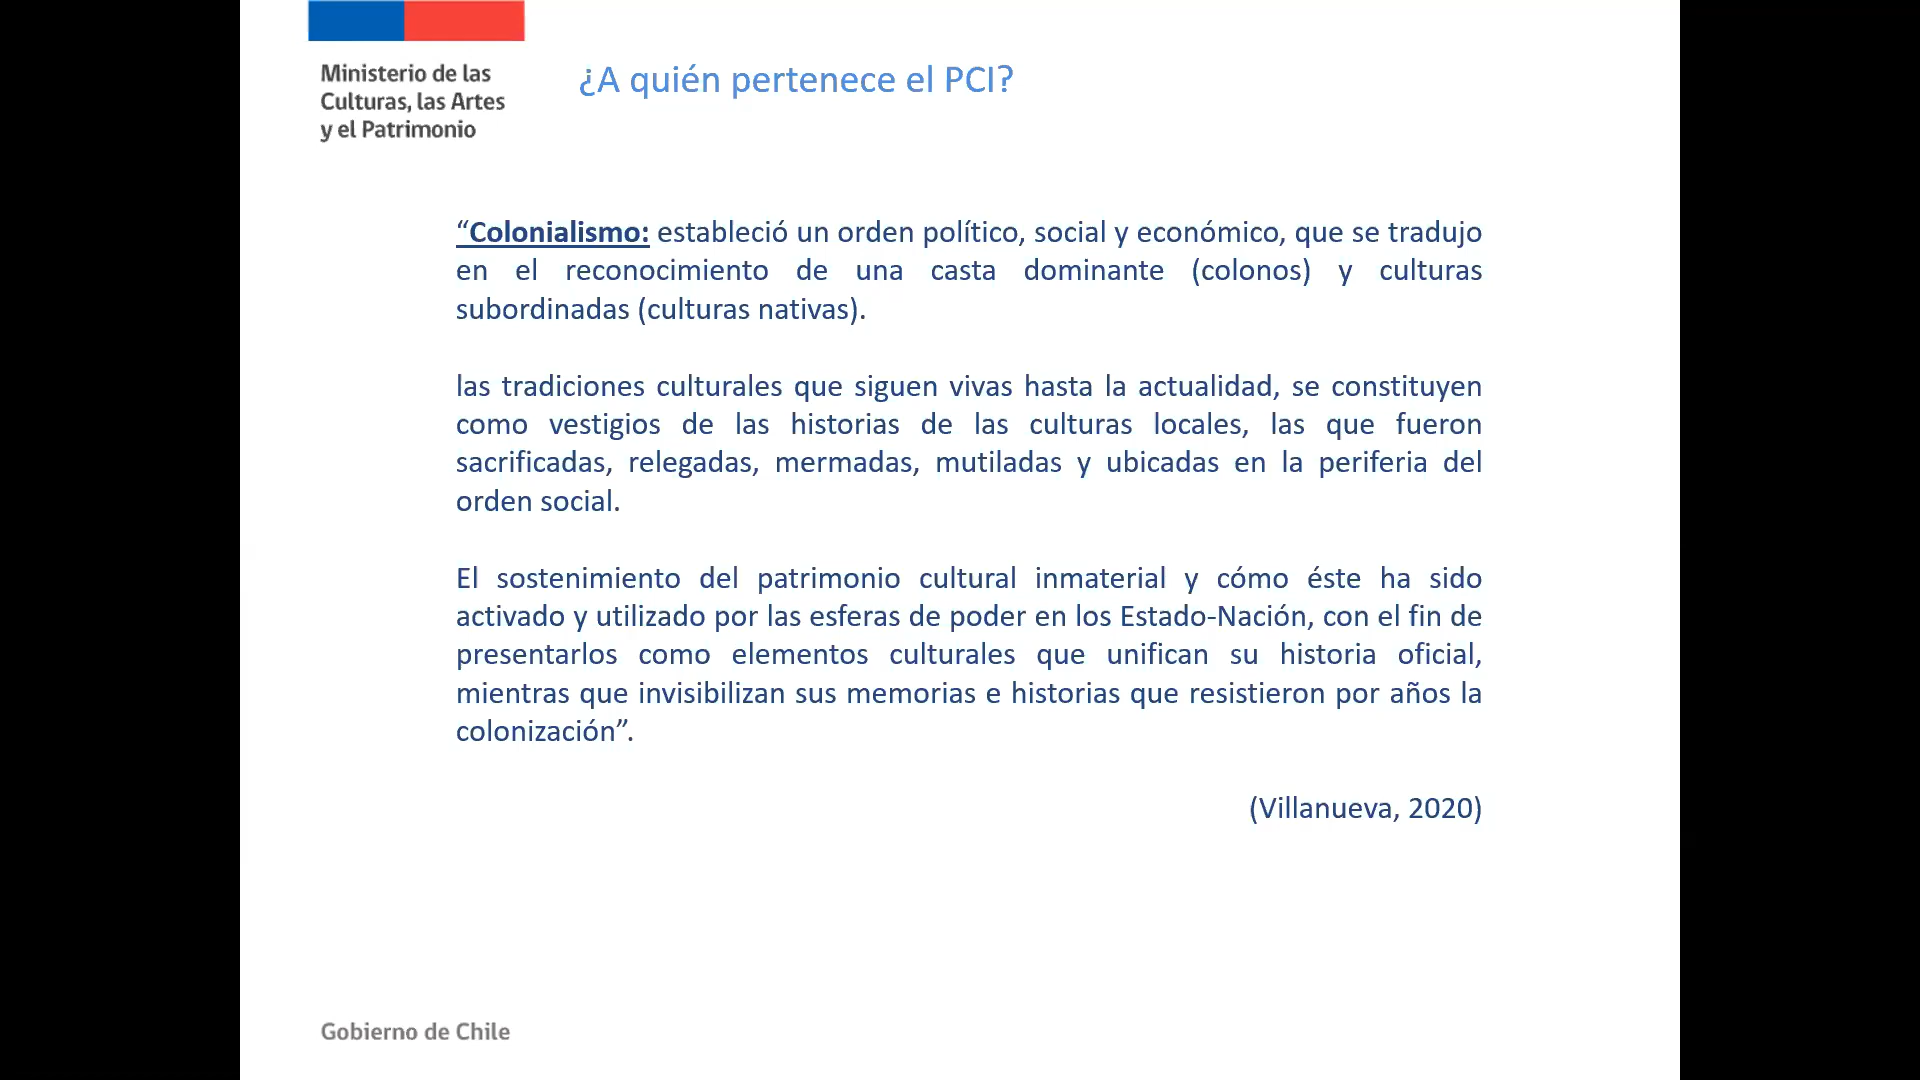 Ministerio de las
Culturas, las Artes
y el Patrimonio
¿A quién pertenece el PCI?
“Colonialismo: estableció un orden político, social y económico, que se tradujo
en el reconocimiento de una casta dominante (colonos) y culturas
subordinadas (culturas nativas).
las tradiciones culturales que siguen vivas hasta la actualidad, se constituyen
como vestigios de las historias de las culturas locales, las que fueron
sacrificadas, relegadas, mermadas, mutiladas y ubicadas en la periferia del
orden social.
El sostenimiento del patrimonio cultural inmaterial y cómo éste ha sido
activado y utilizado por las esferas de poder en los Estado-Nación, con el fin de
presentarlos como elementos culturales que unifican su historia oficial,
mientras que invisibilizan sus memorias e historias que resistieron por años la
colonización”.
(Villanueva, 2020)
Gobierno de Chile